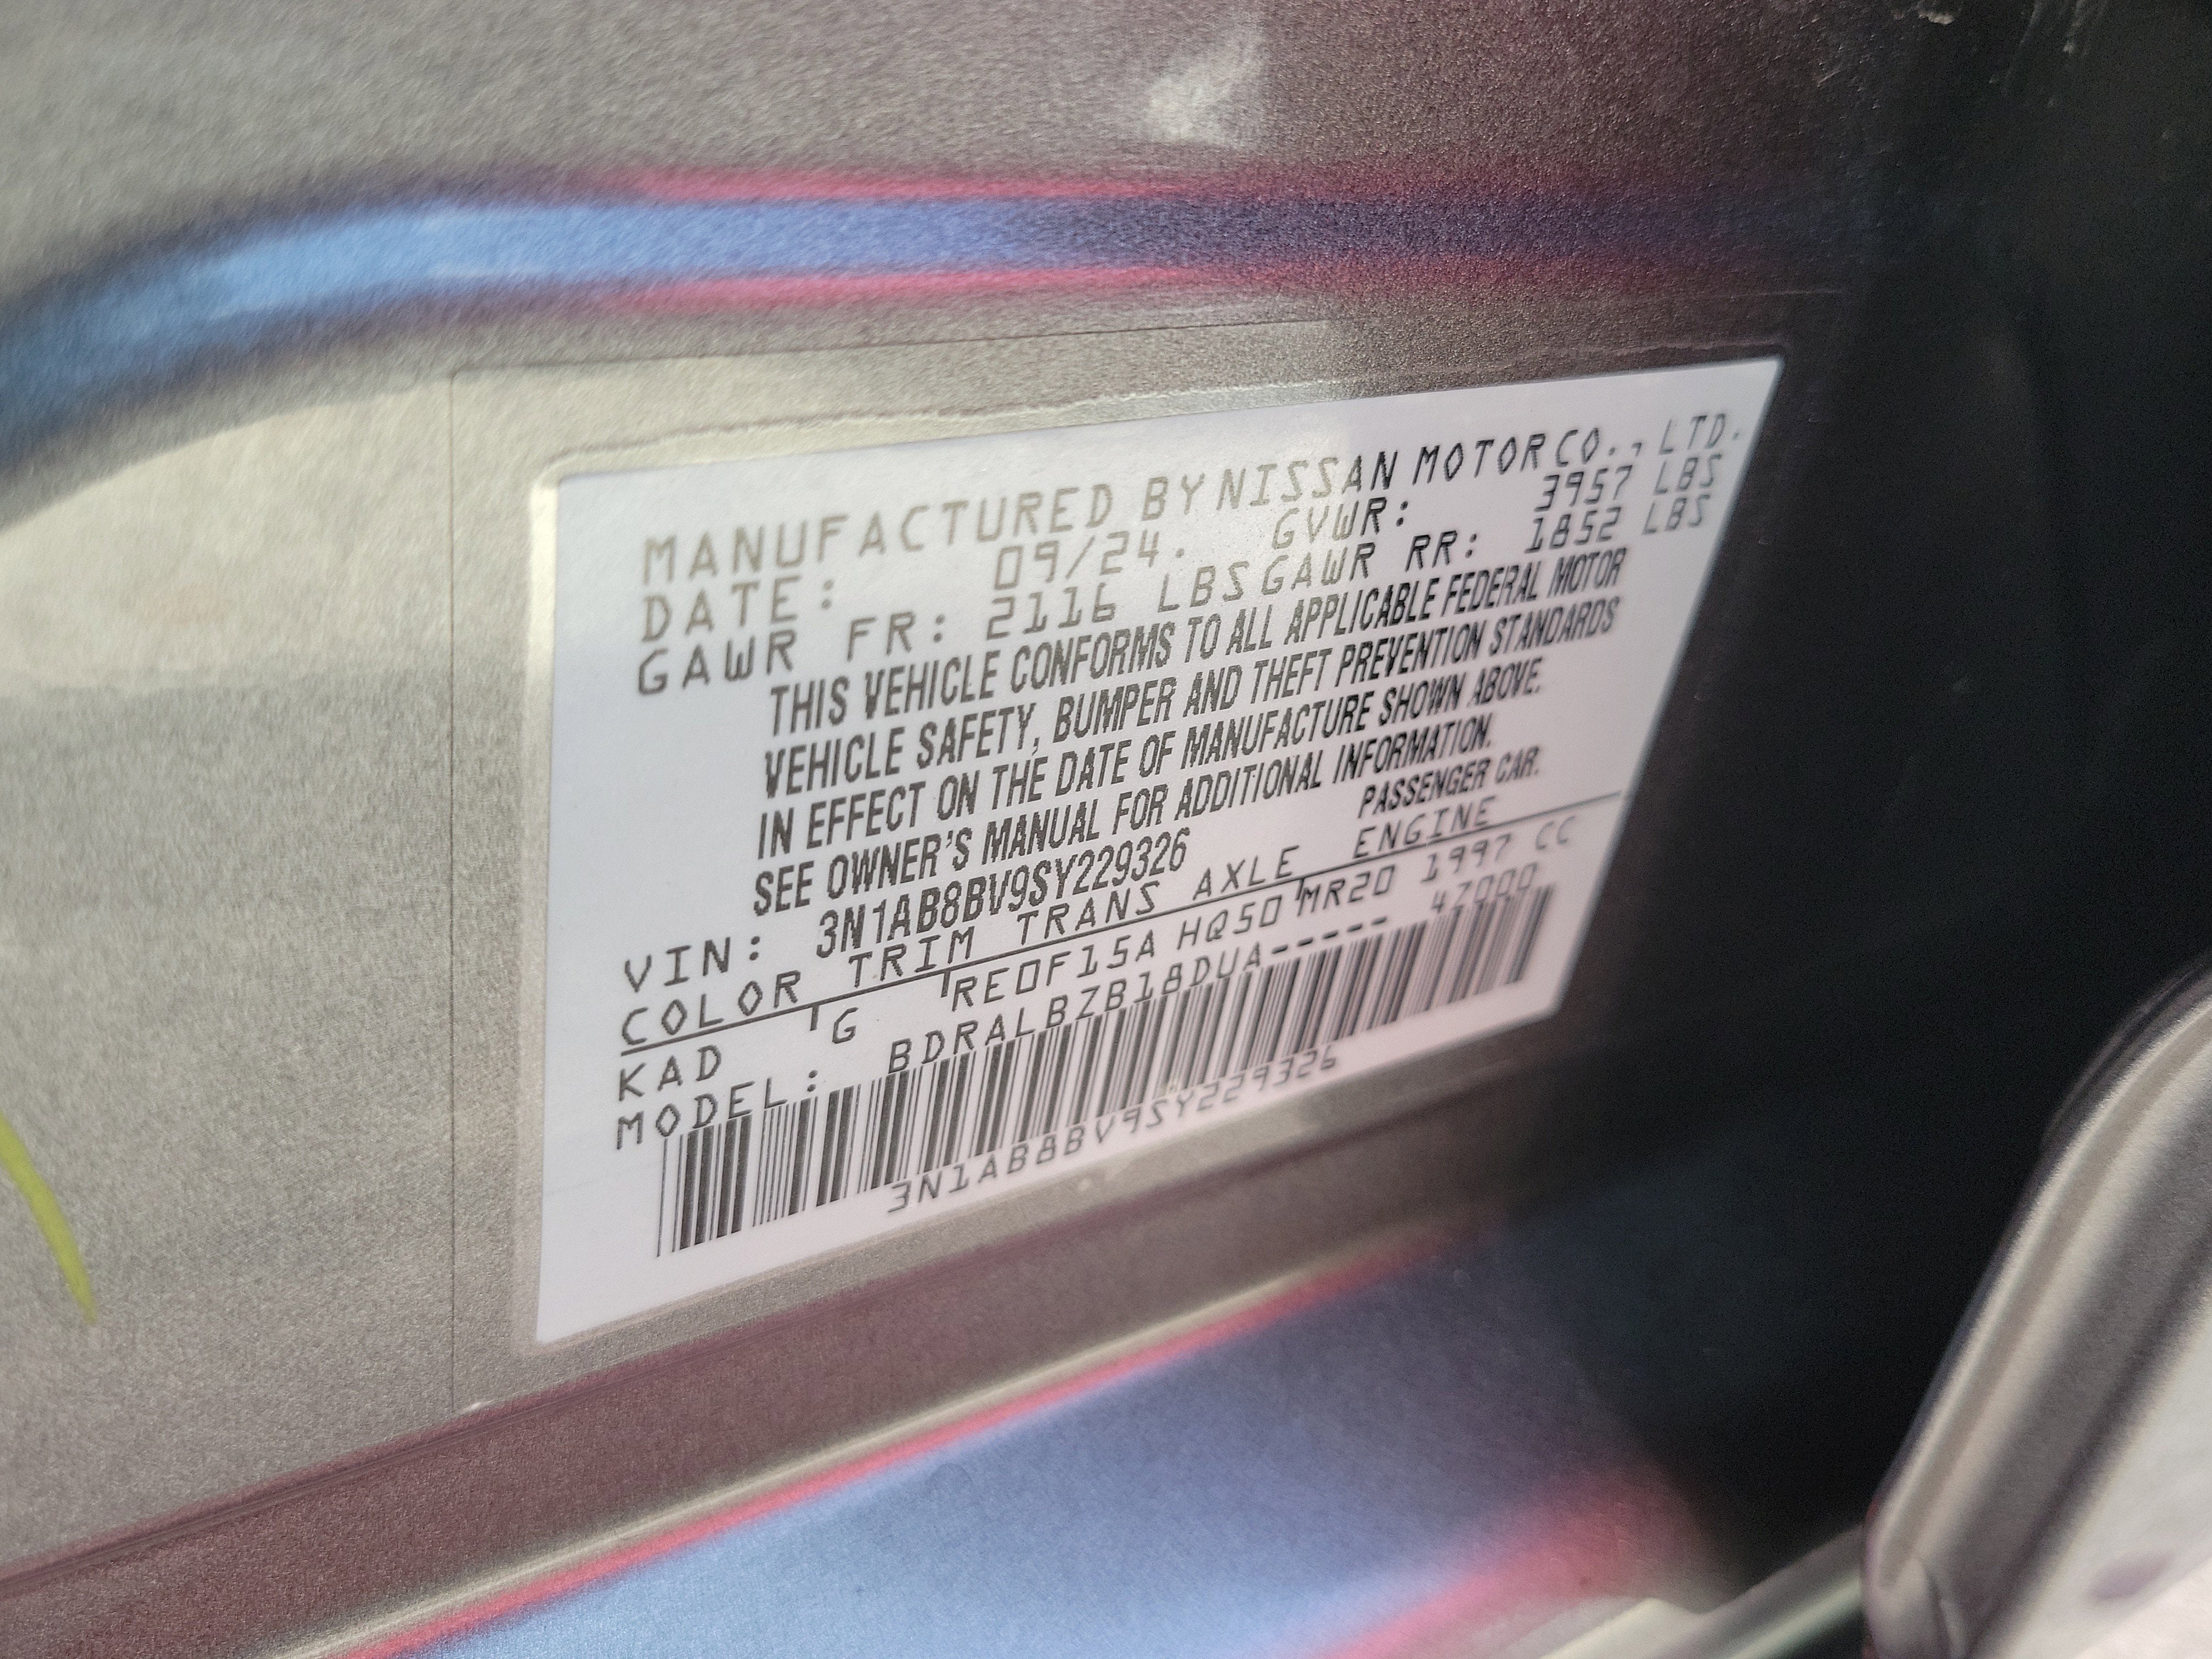 MANUFACTURED BY NISSAN MOTOR CO., LTD.
DATE: 09/24. GVWR: 3957 LBS
GAWR FR: 2116 LBS GAWR RR: 1852 LBS
THIS VEHICLE CONFORMS TO ALL APPLICABLE FEDERAL MOTOR
VEHICLE SAFETY, BUMPER AND THEFT PREVENTION STANDARDS
IN EFFECT ON THE DATE OF MANUFACTURE SHOWN ABOVE.
SEE OWNER'S MANUAL FOR ADDITIONAL INFORMATION.
VIN: 3N1AB8BV9SY229326 PASSENGER CAR.
COLOR TRIM TRANS AXLE ENGINE
KAD G RE0F15A HQ50 MR20 1997 CC
MODEL: BDRALBZB18DUA----- 47000
3N1AB8BV9SY229326